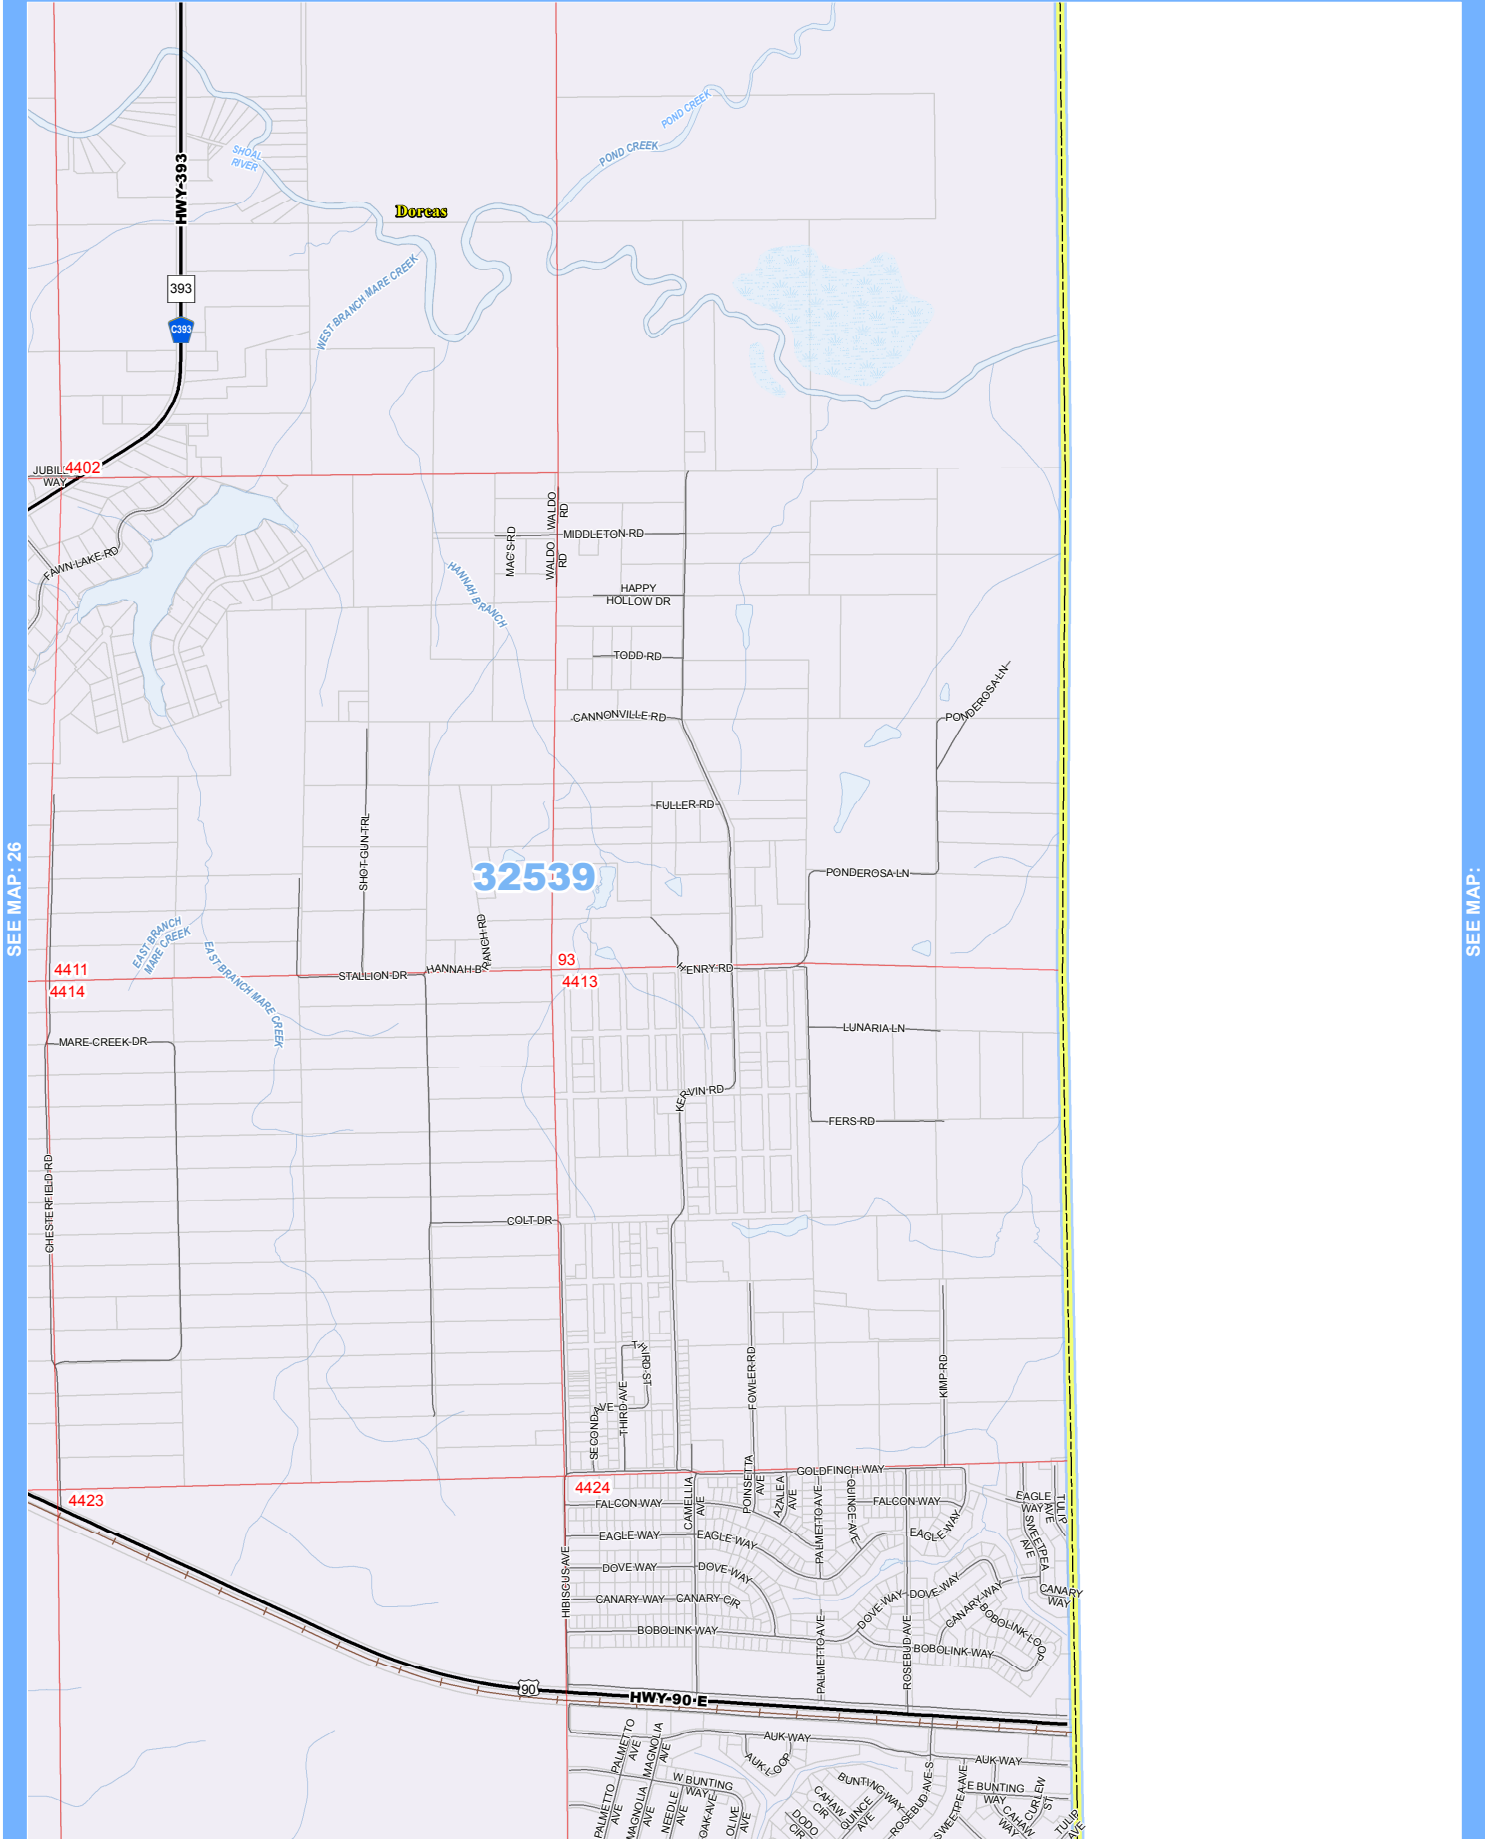 POND CREEK
POND CREEK
SHOAL
RIVER
HWY-393
Dorcas
WEST BRANCH MARE CREEK
393
C393
JUBILE
WAY
4402
FAWN-LAKE-RD
MAC'S-RD
WALDO
RD
WALDO
RD
MIDDLETON-RD
HANNAH BRANCH
HAPPY
HOLLOW DR
TODD-RD
CANNONVILLE-RD
PONDEROSA-LN
FULLER-RD
SHOT-GUN-TRL
SEE MAP: 26
SEE MAP:
32539
PONDEROSA-LN
EAST BRANCH
MARE CREEK
EAST BRANCH MARE CREEK
RANCH-RD
4411
4414
STALLION-DR
HANNAH-B
93
4413
HENRY-RD
LUNARIA-LN
MARE-CREEK-DR
KERVIN RD
FERS-RD
CHESTERFIELD-RD
COLT-DR
THIRD-ST
THIRD-AVE
SECOND-AVE
FOWLER-RD
KIMP-RD
GOLDFINCH-WAY
4423
4424
FALCON-WAY
CAMELLIA
AVE
POINSETTA
AVE
AZALEA
AVE
PALMETTO-AVE
QUINCE-AVE
FALCON-WAY
EAGLE
WAY
TULIP
AVE
SWEETPEA
AVE
EAGLE-WAY
EAGLE-WAY
EAGLE-WAY
HIBISCUS-AVE
DOVE-WAY
DOVE-WAY
DOVE-WAY
DOVE-WAY
CANARY-WAY
CANARY-CIR
CANARY-WAY
CANARY
WAY
BOBOLINK-WAY
BOBOLINK-LOOP
BOBOLINK-WAY
PALMETTO-AVE
ROSEBUD-AVE
90
HWY-90-E
AUK-WAY
AUK-LOOP
AUK-WAY
PALMETTO
AVE
MAGNOLIA
AVE
W BUNTING
WAY
BUNTING-WAY
E BUNTING
WAY
PALMETTO
AVE
MAGNOLIA
AVE
NEEDLE
AVE
OAK-AVE
OLIVE
AVE
DODO
CIR
CAHAW
CIR
QUINCE
AVE
ROSEBUD-AVE-S
SWEETPEA-AVE
CAHAW
WAY
CURLEW
ST
TULIP
AVE